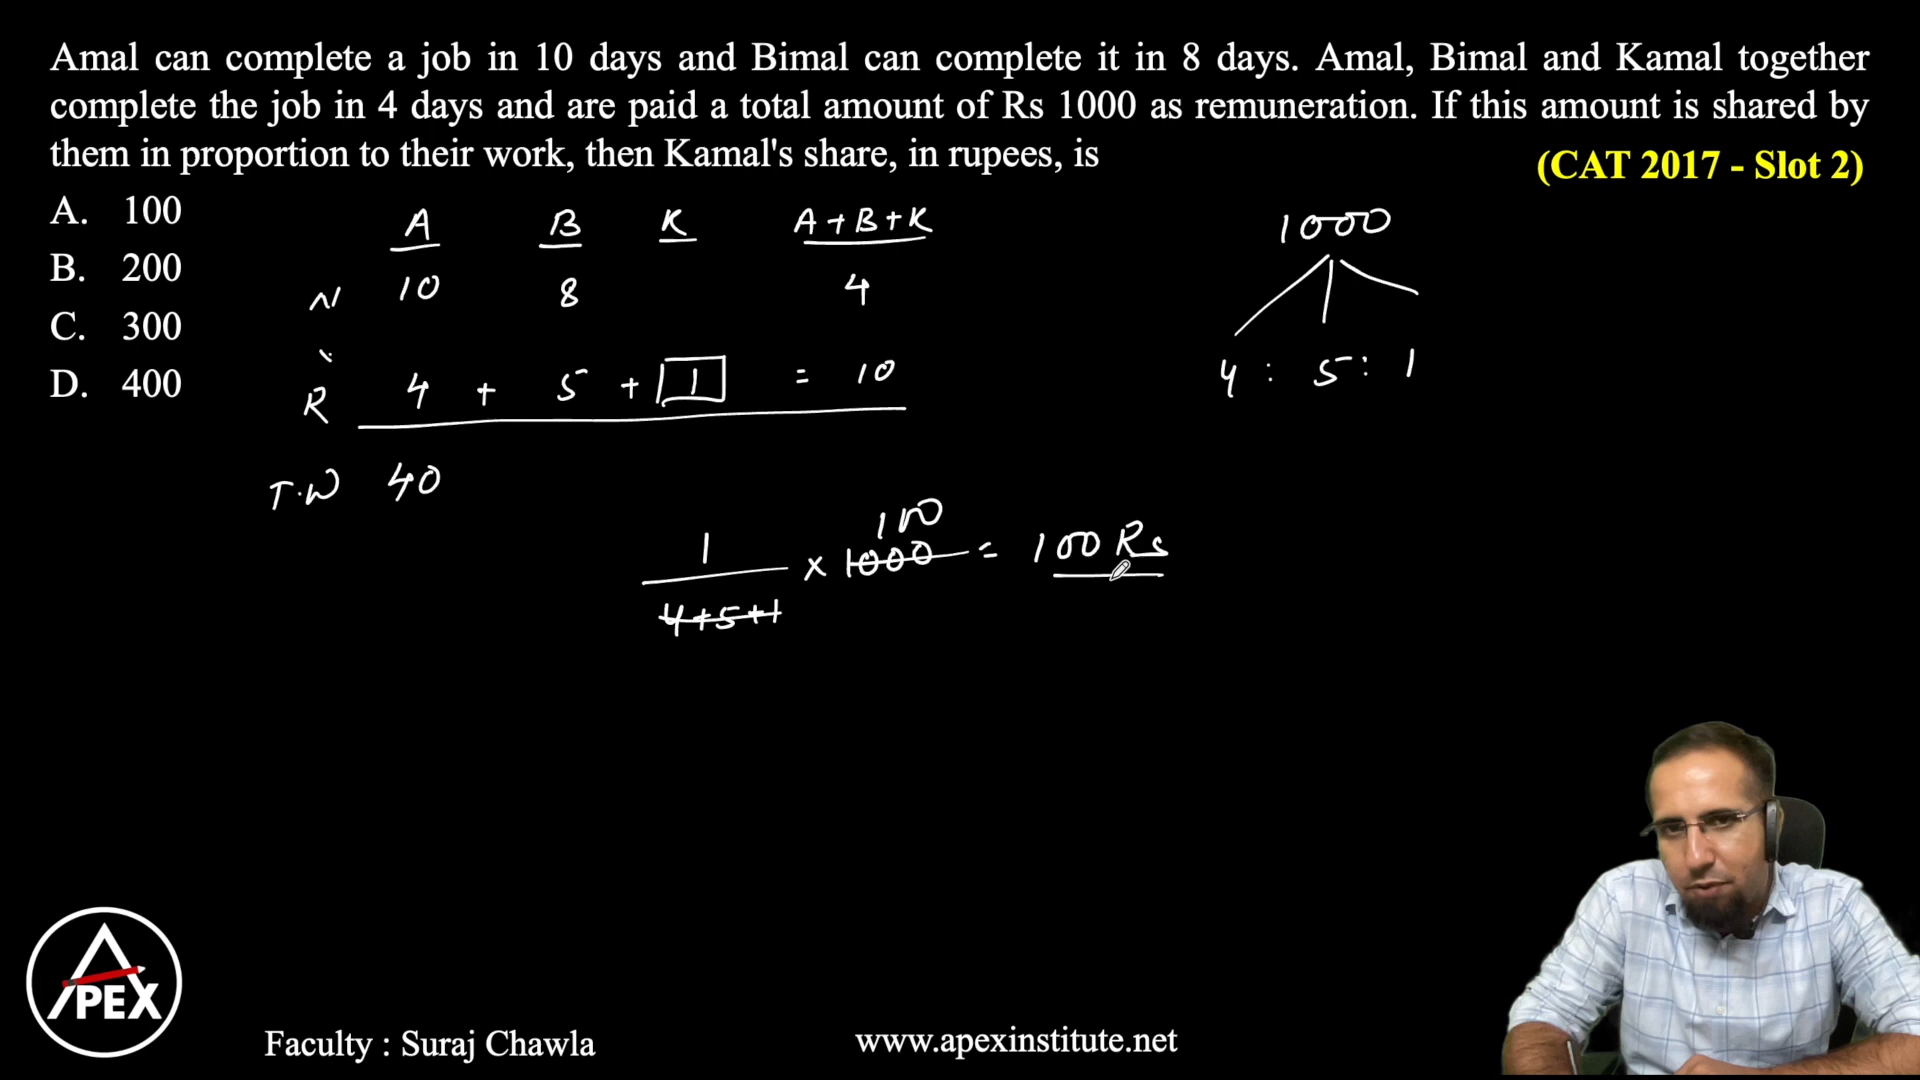 Amal can complete a job in 10 days and Bimal can complete it in 8 days. Amal, Bimal and Kamal together
complete the job in 4 days and are paid a total amount of Rs 1000 as remuneration. If this amount is shared by
them in proportion to their work, then Kamal's share, in rupees, is
(CAT 2017 - Slot 2)
A. 100
B. 200
C. 300
D. 400
A B K A+B+K
N 10 8 4
R 4 + 5 + 1 = 10
T.W 40
1000
4 : 5 : 1
1
4+5+1
× 1000 100 = 100 Rs
APEX
Faculty : Suraj Chawla
www.apexinstitute.net